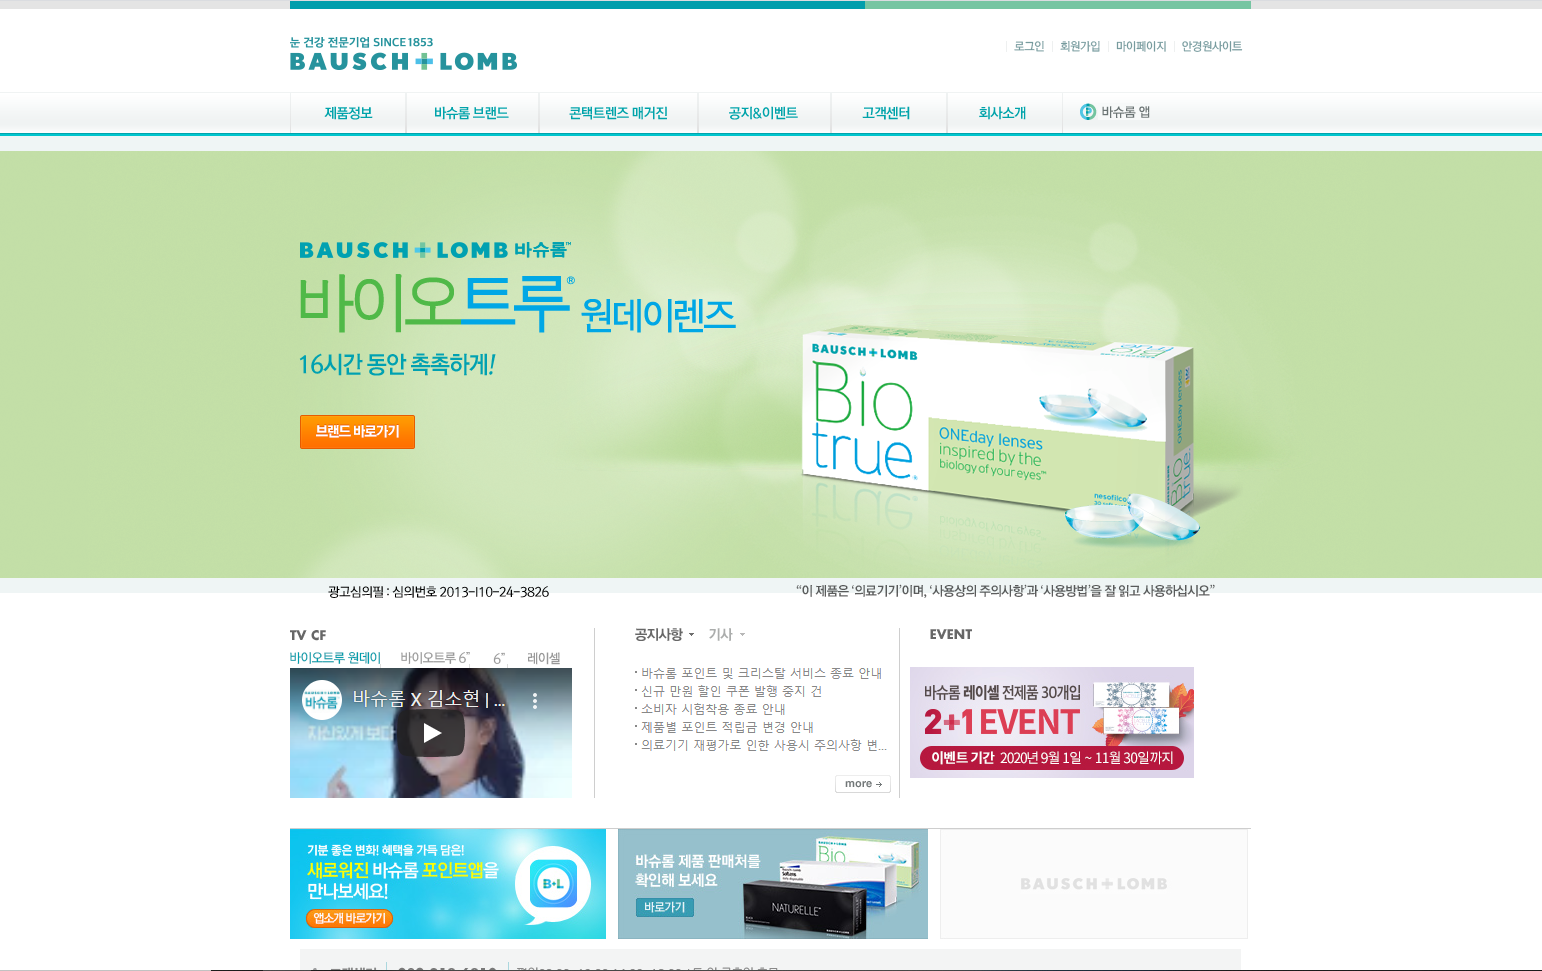 눈 건강 전문기업 SINCE 1853
BAUSCH+LOMB
로그인 회원가입 마이페이지 안경원사이트
제품정보 바슈롬 브랜드 콘택트렌즈 매거진 공지&이벤트 고객센터 회사소개 바슈롬 앱
BAUSCH+LOMB 바슈롬™
바이오트루® 원데이렌즈
16시간 동안 촉촉하게!
브랜드 바로가기
BAUSCH+LOMB
Bio
true®
ONEday lenses
inspired by the
biology of your eyes™
nesofilcon
광고심의필 : 심의번호 2013-I10-24-3826
“이 제품은 ‘의료기기’이며, ‘사용상의 주의사항’과 ‘사용방법’을 잘 읽고 사용하십시오”
TV CF
바이오트루 원데이 바이오트루 6” 6” 레이셀
바슈롬 바슈롬 X 김소현 | ...
자신있게 보다
공지사항 기사
· 바슈롬 포인트 및 크리스탈 서비스 종료 안내
· 신규 만원 할인 쿠폰 발행 중지 건
· 소비자 시험착용 종료 안내
· 제품별 포인트 적립금 변경 안내
· 의료기기 재평가로 인한 사용시 주의사항 변...
more
EVENT
바슈롬 레이셀 전제품 30개입
2+1 EVENT
이벤트 기간 2020년 9월 1일 ~ 11월 30일까지
기분 좋은 변화! 혜택을 가득 담은!
새로워진 바슈롬 포인트앱을
만나보세요!
앱소개 바로가기
B•L
바슈롬 제품 판매처를
확인해 보세요
바로가기
Bio
true
NATURELLE™
BAUSCH+LOMB
BAUSCH+LOMB